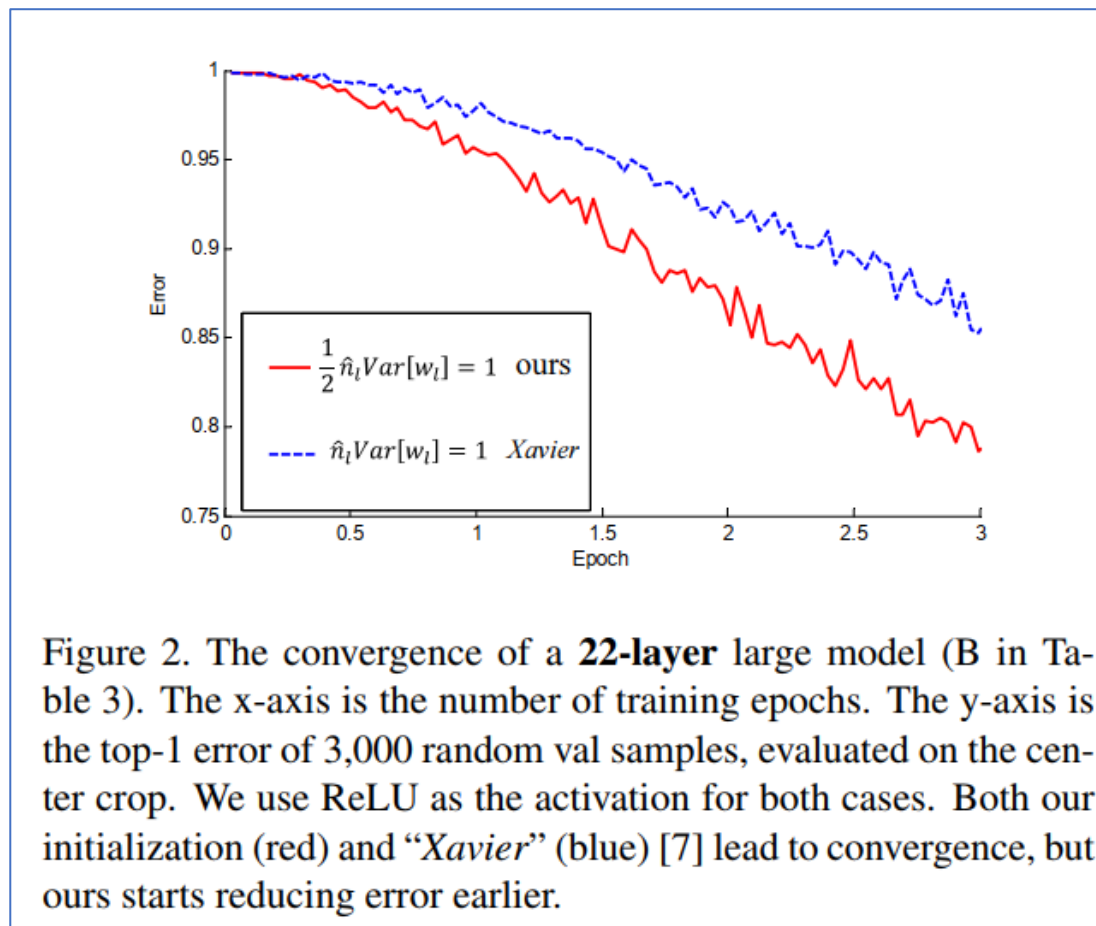 1
0.95
0.9
0.85
0.8
0.75
Error
1/2 n̂_l Var[w_l] = 1 ours
n̂_l Var[w_l] = 1 Xavier
0 0.5 1 1.5 2 2.5 3
Epoch
Figure 2. The convergence of a 22-layer large model (B in Ta-
ble 3). The x-axis is the number of training epochs. The y-axis is
the top-1 error of 3,000 random val samples, evaluated on the cen-
ter crop. We use ReLU as the activation for both cases. Both our
initialization (red) and “Xavier” (blue) [7] lead to convergence, but
ours starts reducing error earlier.